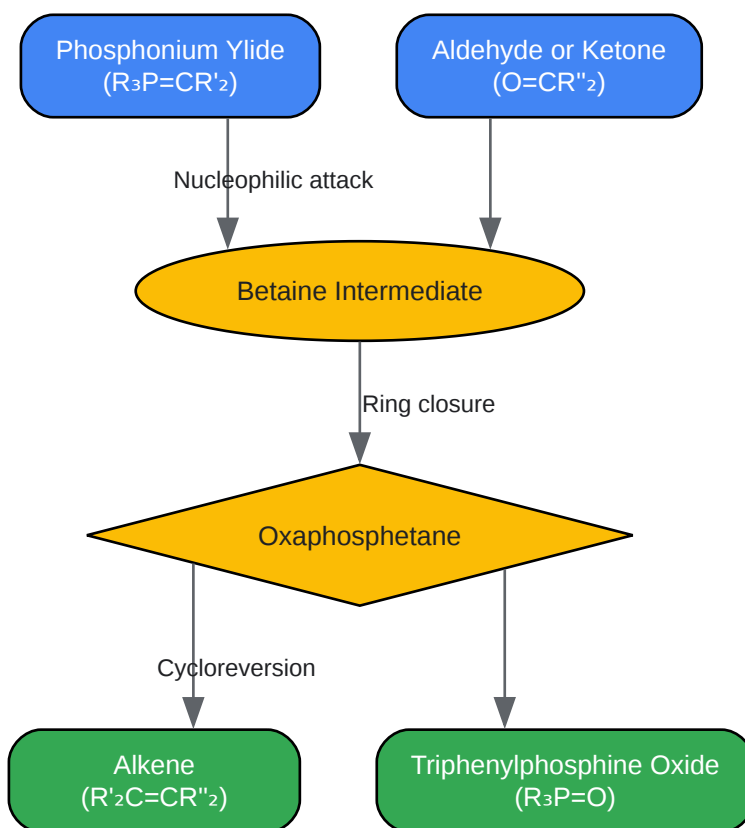 Phosphonium Ylide
(R₃P=CR'₂)
Aldehyde or Ketone
(O=CR"₂)
Nucleophilic attack
Betaine Intermediate
Ring closure
Oxaphosphetane
Cycloreversion
Alkene
(R'₂C=CR"₂)
Triphenylphosphine Oxide
(R₃P=O)